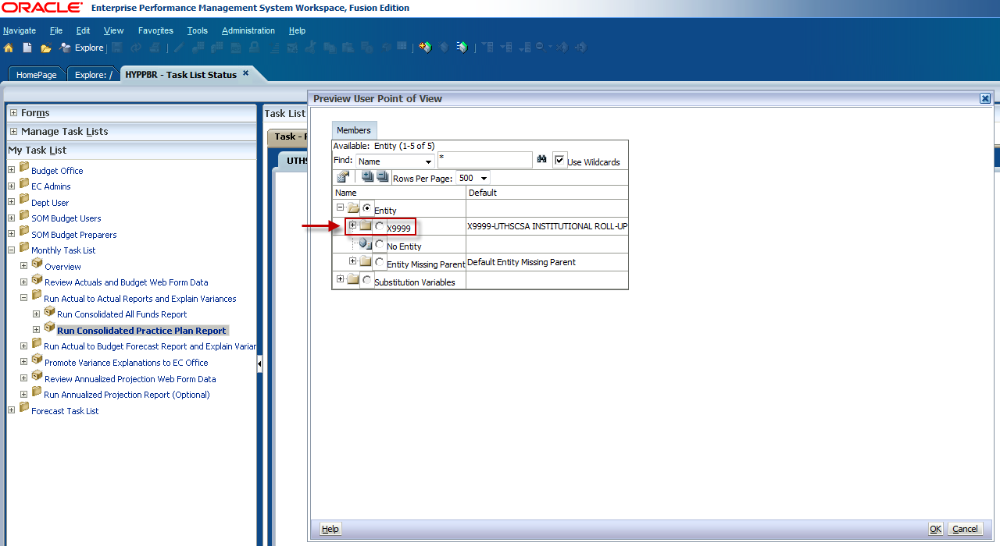 ORACLE Enterprise Performance Management System Workspace, Fusion Edition
Navigate File Edit View Favorites Tools Administration Help
Explore
HomePage Explore: / HYPPBR - Task List Status
Forms
Manage Task Lists
My Task List
Budget Office
EC Admins
Dept User
SOM Budget Users
SOM Budget Preparers
Monthly Task List
Overview
Review Actuals and Budget Web Form Data
Run Actual to Actual Reports and Explain Variances
Run Consolidated All Funds Report
Run Consolidated Practice Plan Report
Run Actual to Budget Forecast Report and Explain Varian
Promote Variance Explanations to EC Office
Review Annualized Projection Web Form Data
Run Annualized Projection Report (Optional)
Forecast Task List
Task List
Task -
UTHS
Preview User Point of View
Members
Available: Entity (1-5 of 5)
Find: Name * Use Wildcards
Rows Per Page: 500
Name Default
Entity
X9999 X9999-UTHSCSA INSTITUTIONAL ROLL-UP
No Entity
Entity Missing Parent Default Entity Missing Parent
Substitution Variables
Help OK Cancel